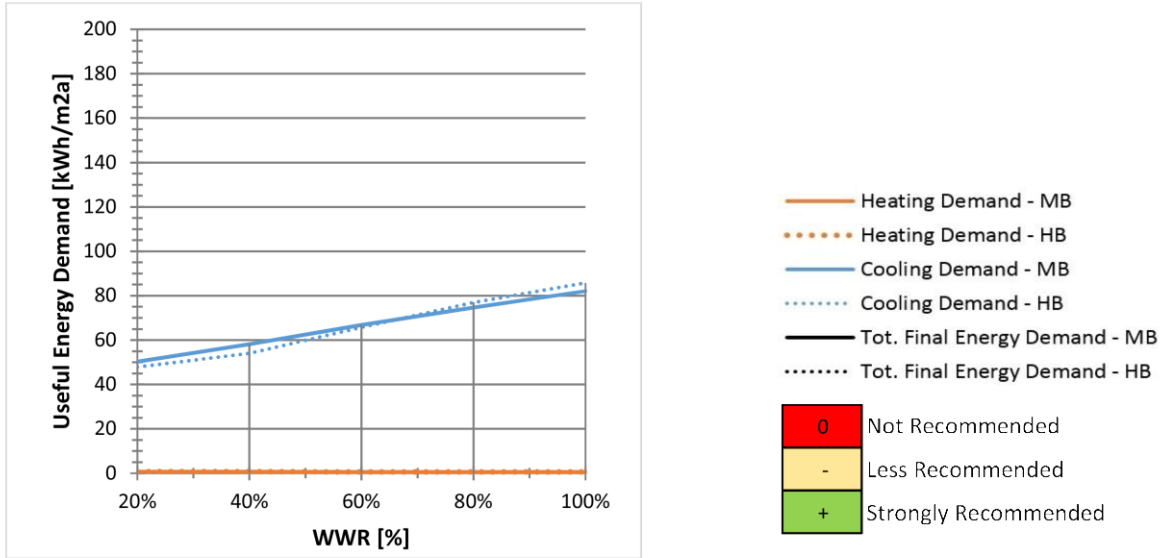 200
180
160
140
120
100
80
60
40
20
0
Useful Energy Demand [kWh/m2a]
20% 40% 60% 80% 100%
WWR [%]
Heating Demand - MB
Heating Demand - HB
Cooling Demand - MB
Cooling Demand - HB
Tot. Final Energy Demand - MB
Tot. Final Energy Demand - HB
0 Not Recommended
- Less Recommended
+ Strongly Recommended